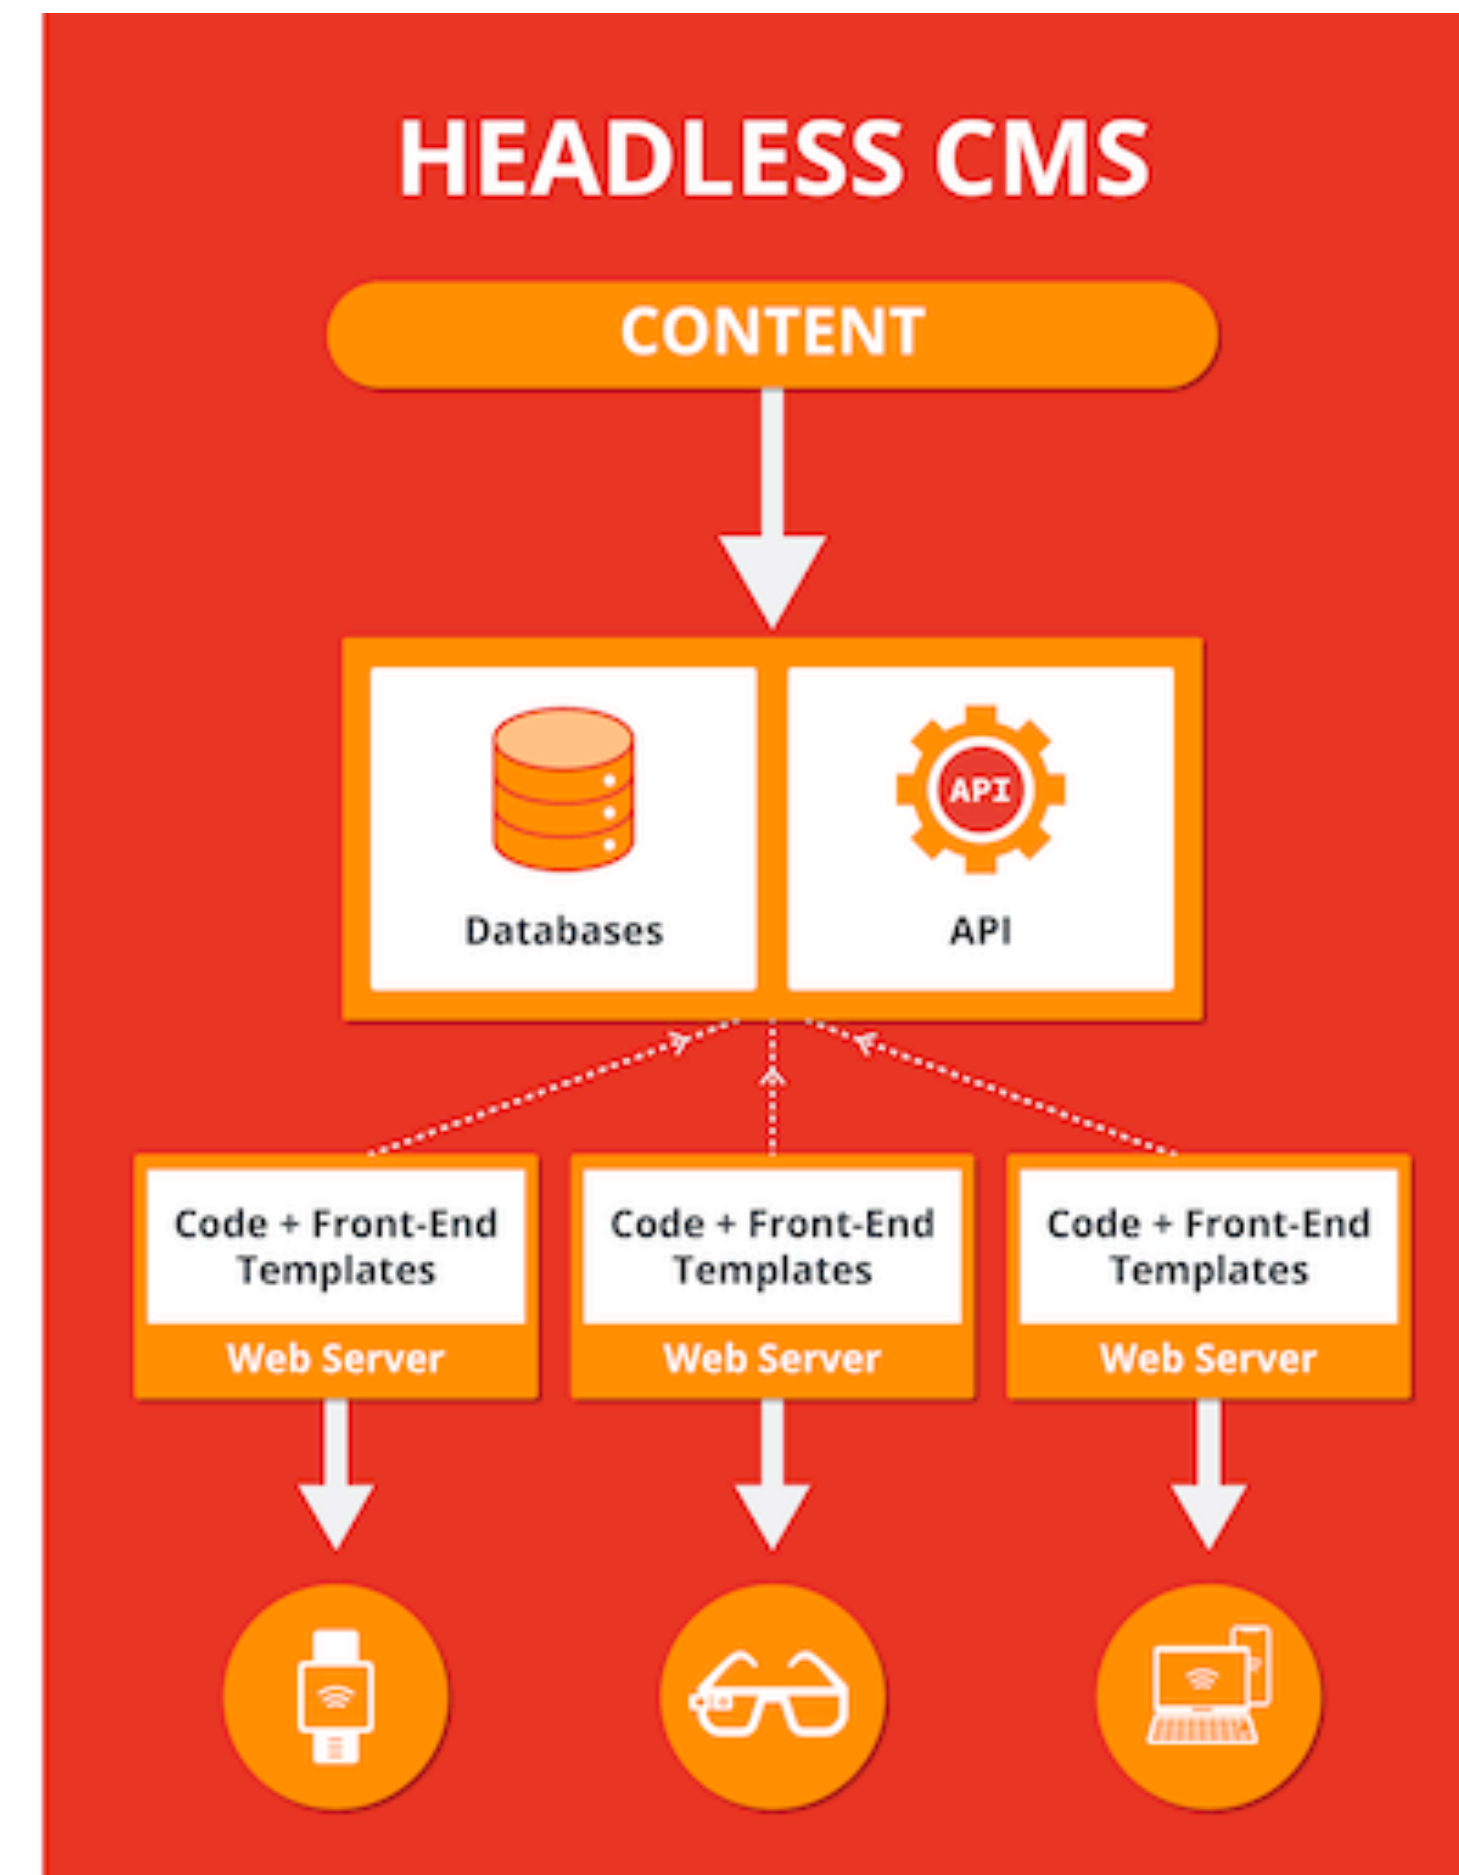 HEADLESS CMS
CONTENT
API
Databases
API
Code + Front-End
Templates
Web Server
Code + Front-End
Templates
Web Server
Code + Front-End
Templates
Web Server